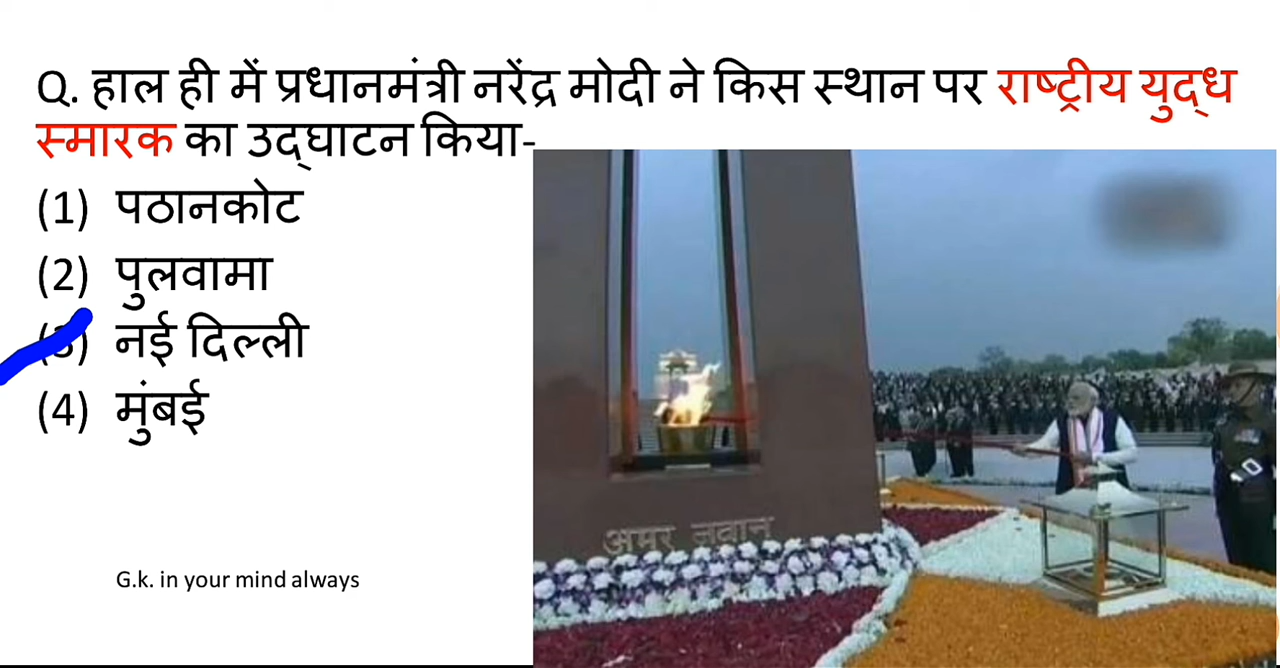 Q. हाल ही में प्रधानमंत्री नरेंद्र मोदी ने किस स्थान पर राष्ट्रीय युद्ध
स्मारक का उद्घाटन किया-
(1) पठानकोट
(2) पुलवामा
(3) नई दिल्ली
(4) मुंबई
अमर जवान
G.k. in your mind always